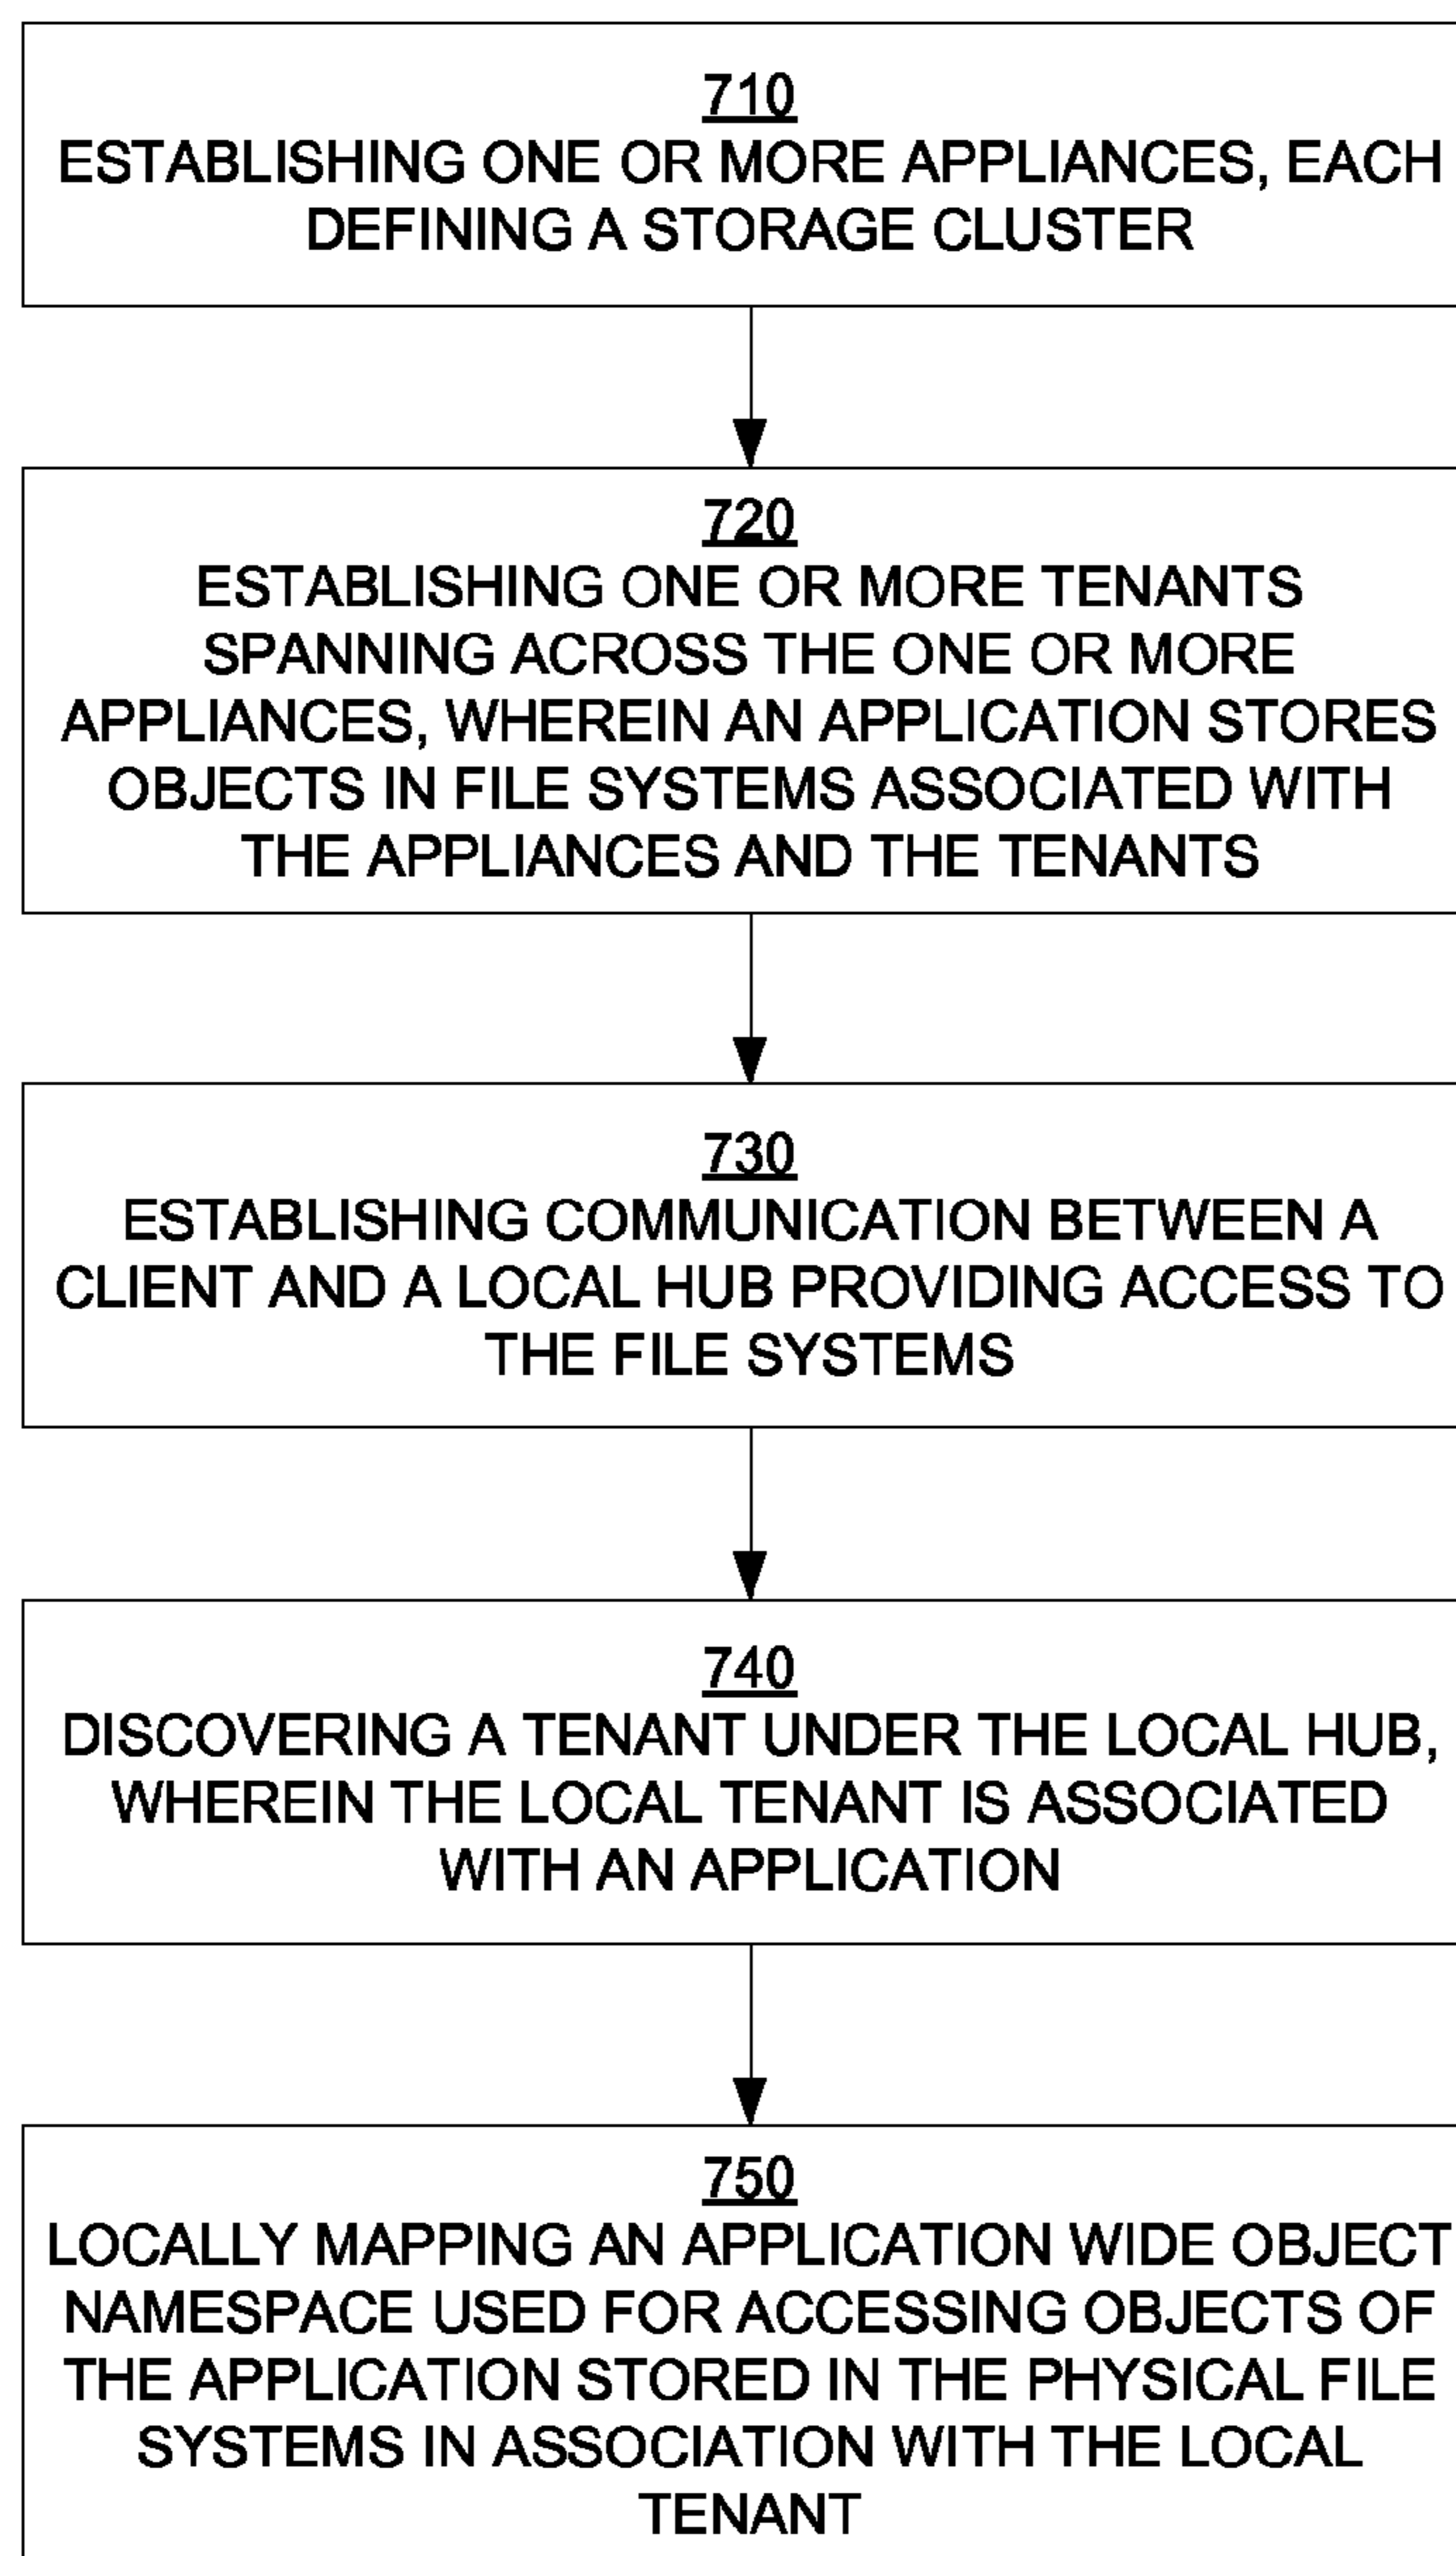 710
ESTABLISHING ONE OR MORE APPLIANCES, EACH
DEFINING A STORAGE CLUSTER
720
ESTABLISHING ONE OR MORE TENANTS
SPANNING ACROSS THE ONE OR MORE
APPLIANCES, WHEREIN AN APPLICATION STORES
OBJECTS IN FILE SYSTEMS ASSOCIATED WITH
THE APPLIANCES AND THE TENANTS
730
ESTABLISHING COMMUNICATION BETWEEN A
CLIENT AND A LOCAL HUB PROVIDING ACCESS TO
THE FILE SYSTEMS
740
DISCOVERING A TENANT UNDER THE LOCAL HUB,
WHEREIN THE LOCAL TENANT IS ASSOCIATED
WITH AN APPLICATION
750
LOCALLY MAPPING AN APPLICATION WIDE OBJECT
NAMESPACE USED FOR ACCESSING OBJECTS OF
THE APPLICATION STORED IN THE PHYSICAL FILE
SYSTEMS IN ASSOCIATION WITH THE LOCAL
TENANT